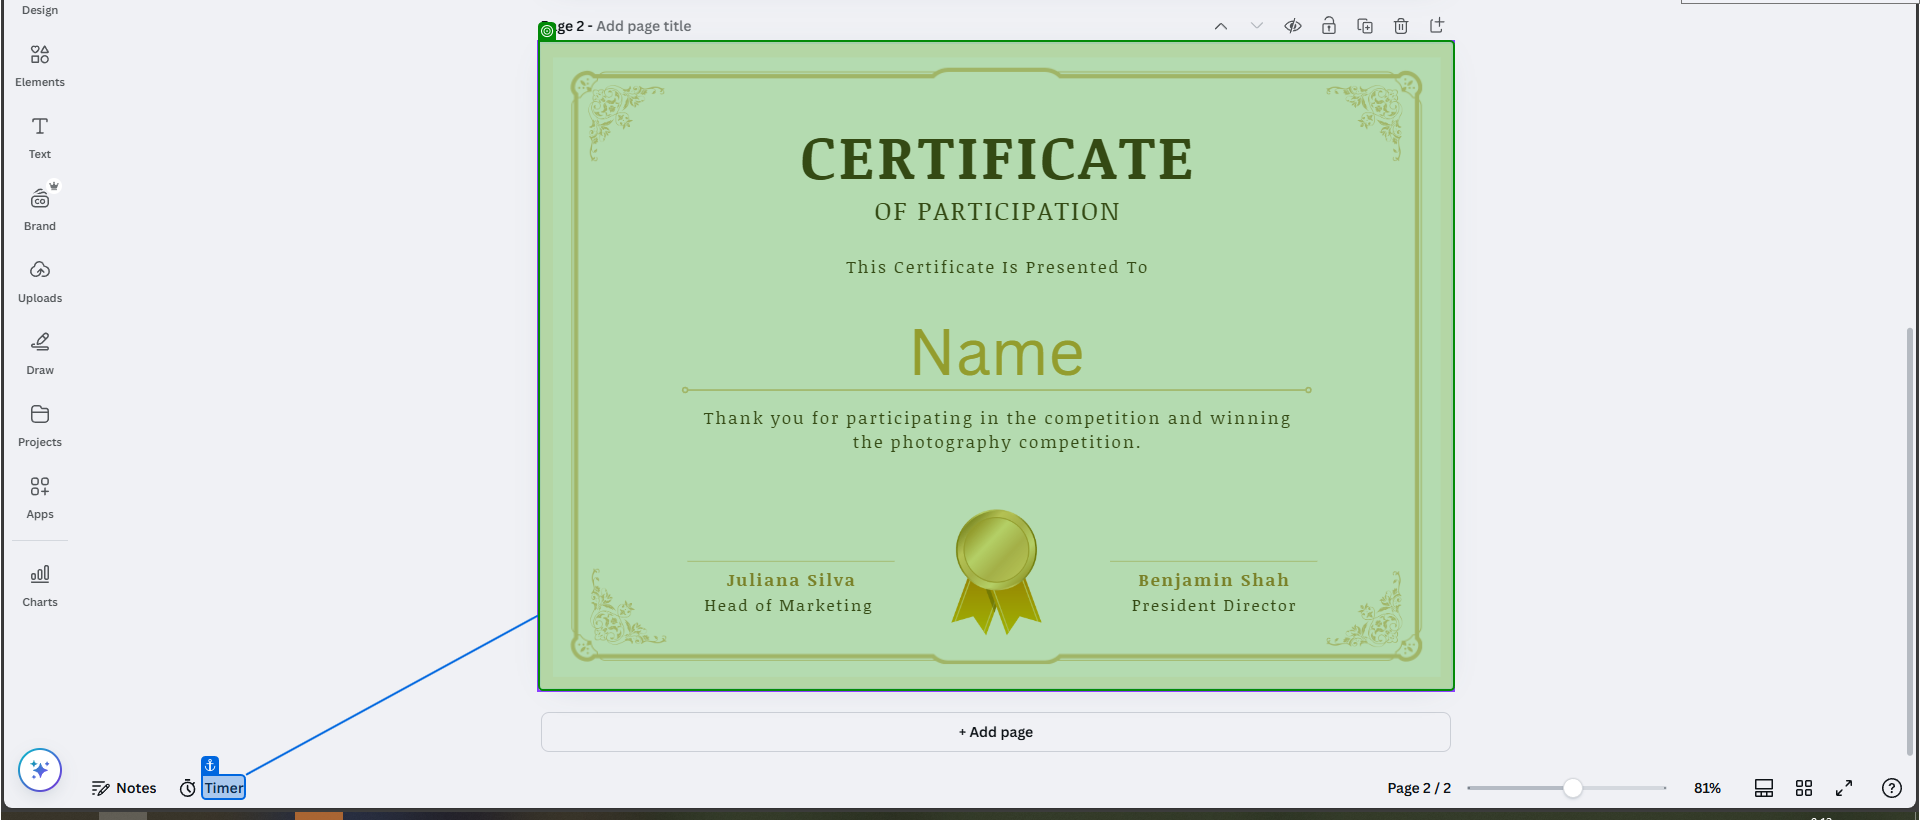 Design
Page 2 - Add page title
Elements
Text
Brand
CO
Uploads
Draw
Projects
Apps
Charts
CERTIFICATE
OF PARTICIPATION
This Certificate Is Presented To
Name
Thank you for participating in the competition and winning
the photography competition.
Juliana Silva
Head of Marketing
Benjamin Shah
President Director
+ Add page
Notes
Timer
Page 2 / 2
81%